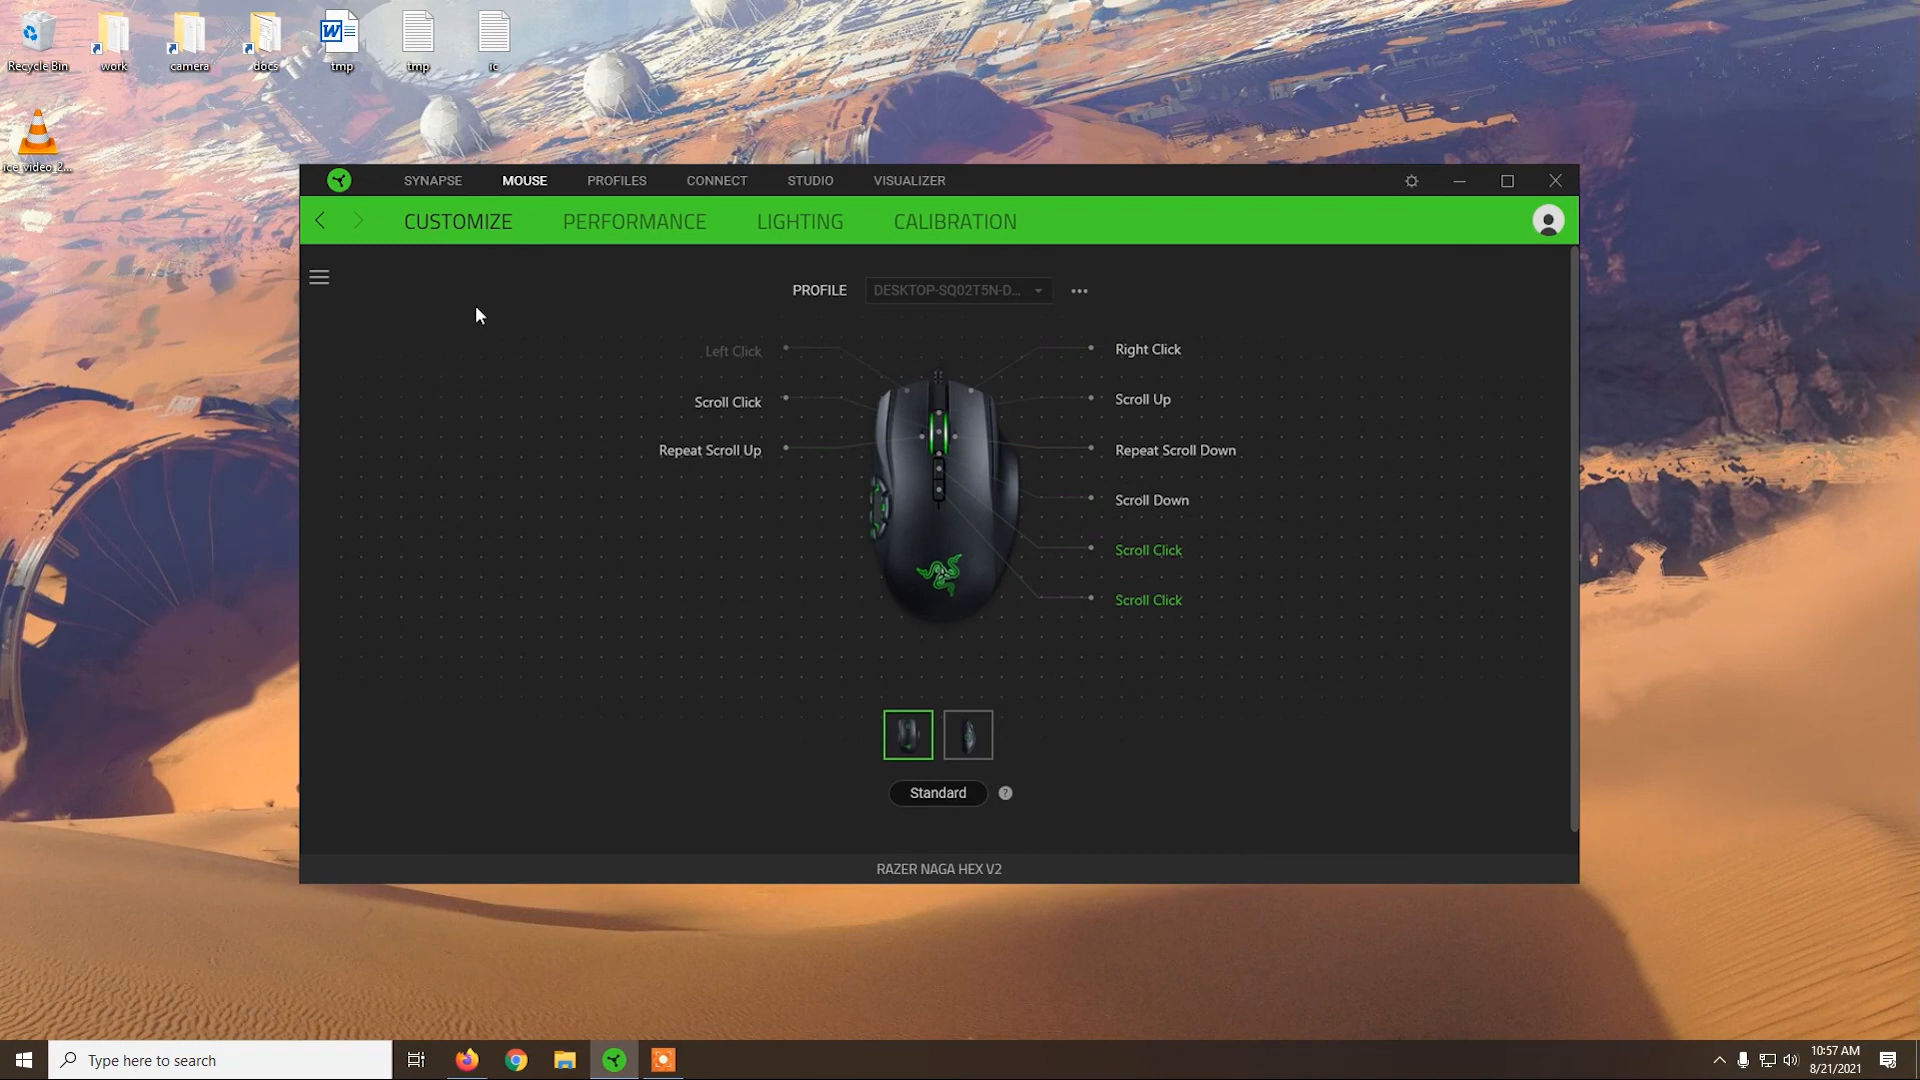 Recycle Bin
work
camera
docs
tmp
tmp
ic
ice_video_2...
SYNAPSE
MOUSE
PROFILES
CONNECT
STUDIO
VISUALIZER
CUSTOMIZE
PERFORMANCE
LIGHTING
CALIBRATION
PROFILE
DESKTOP-SQ02T5N-D...
Left Click
Right Click
Scroll Click
Scroll Up
Repeat Scroll Up
Repeat Scroll Down
Scroll Down
Scroll Click
Scroll Click
Standard
?
RAZER NAGA HEX V2
Type here to search
10:57 AM
8/21/2021